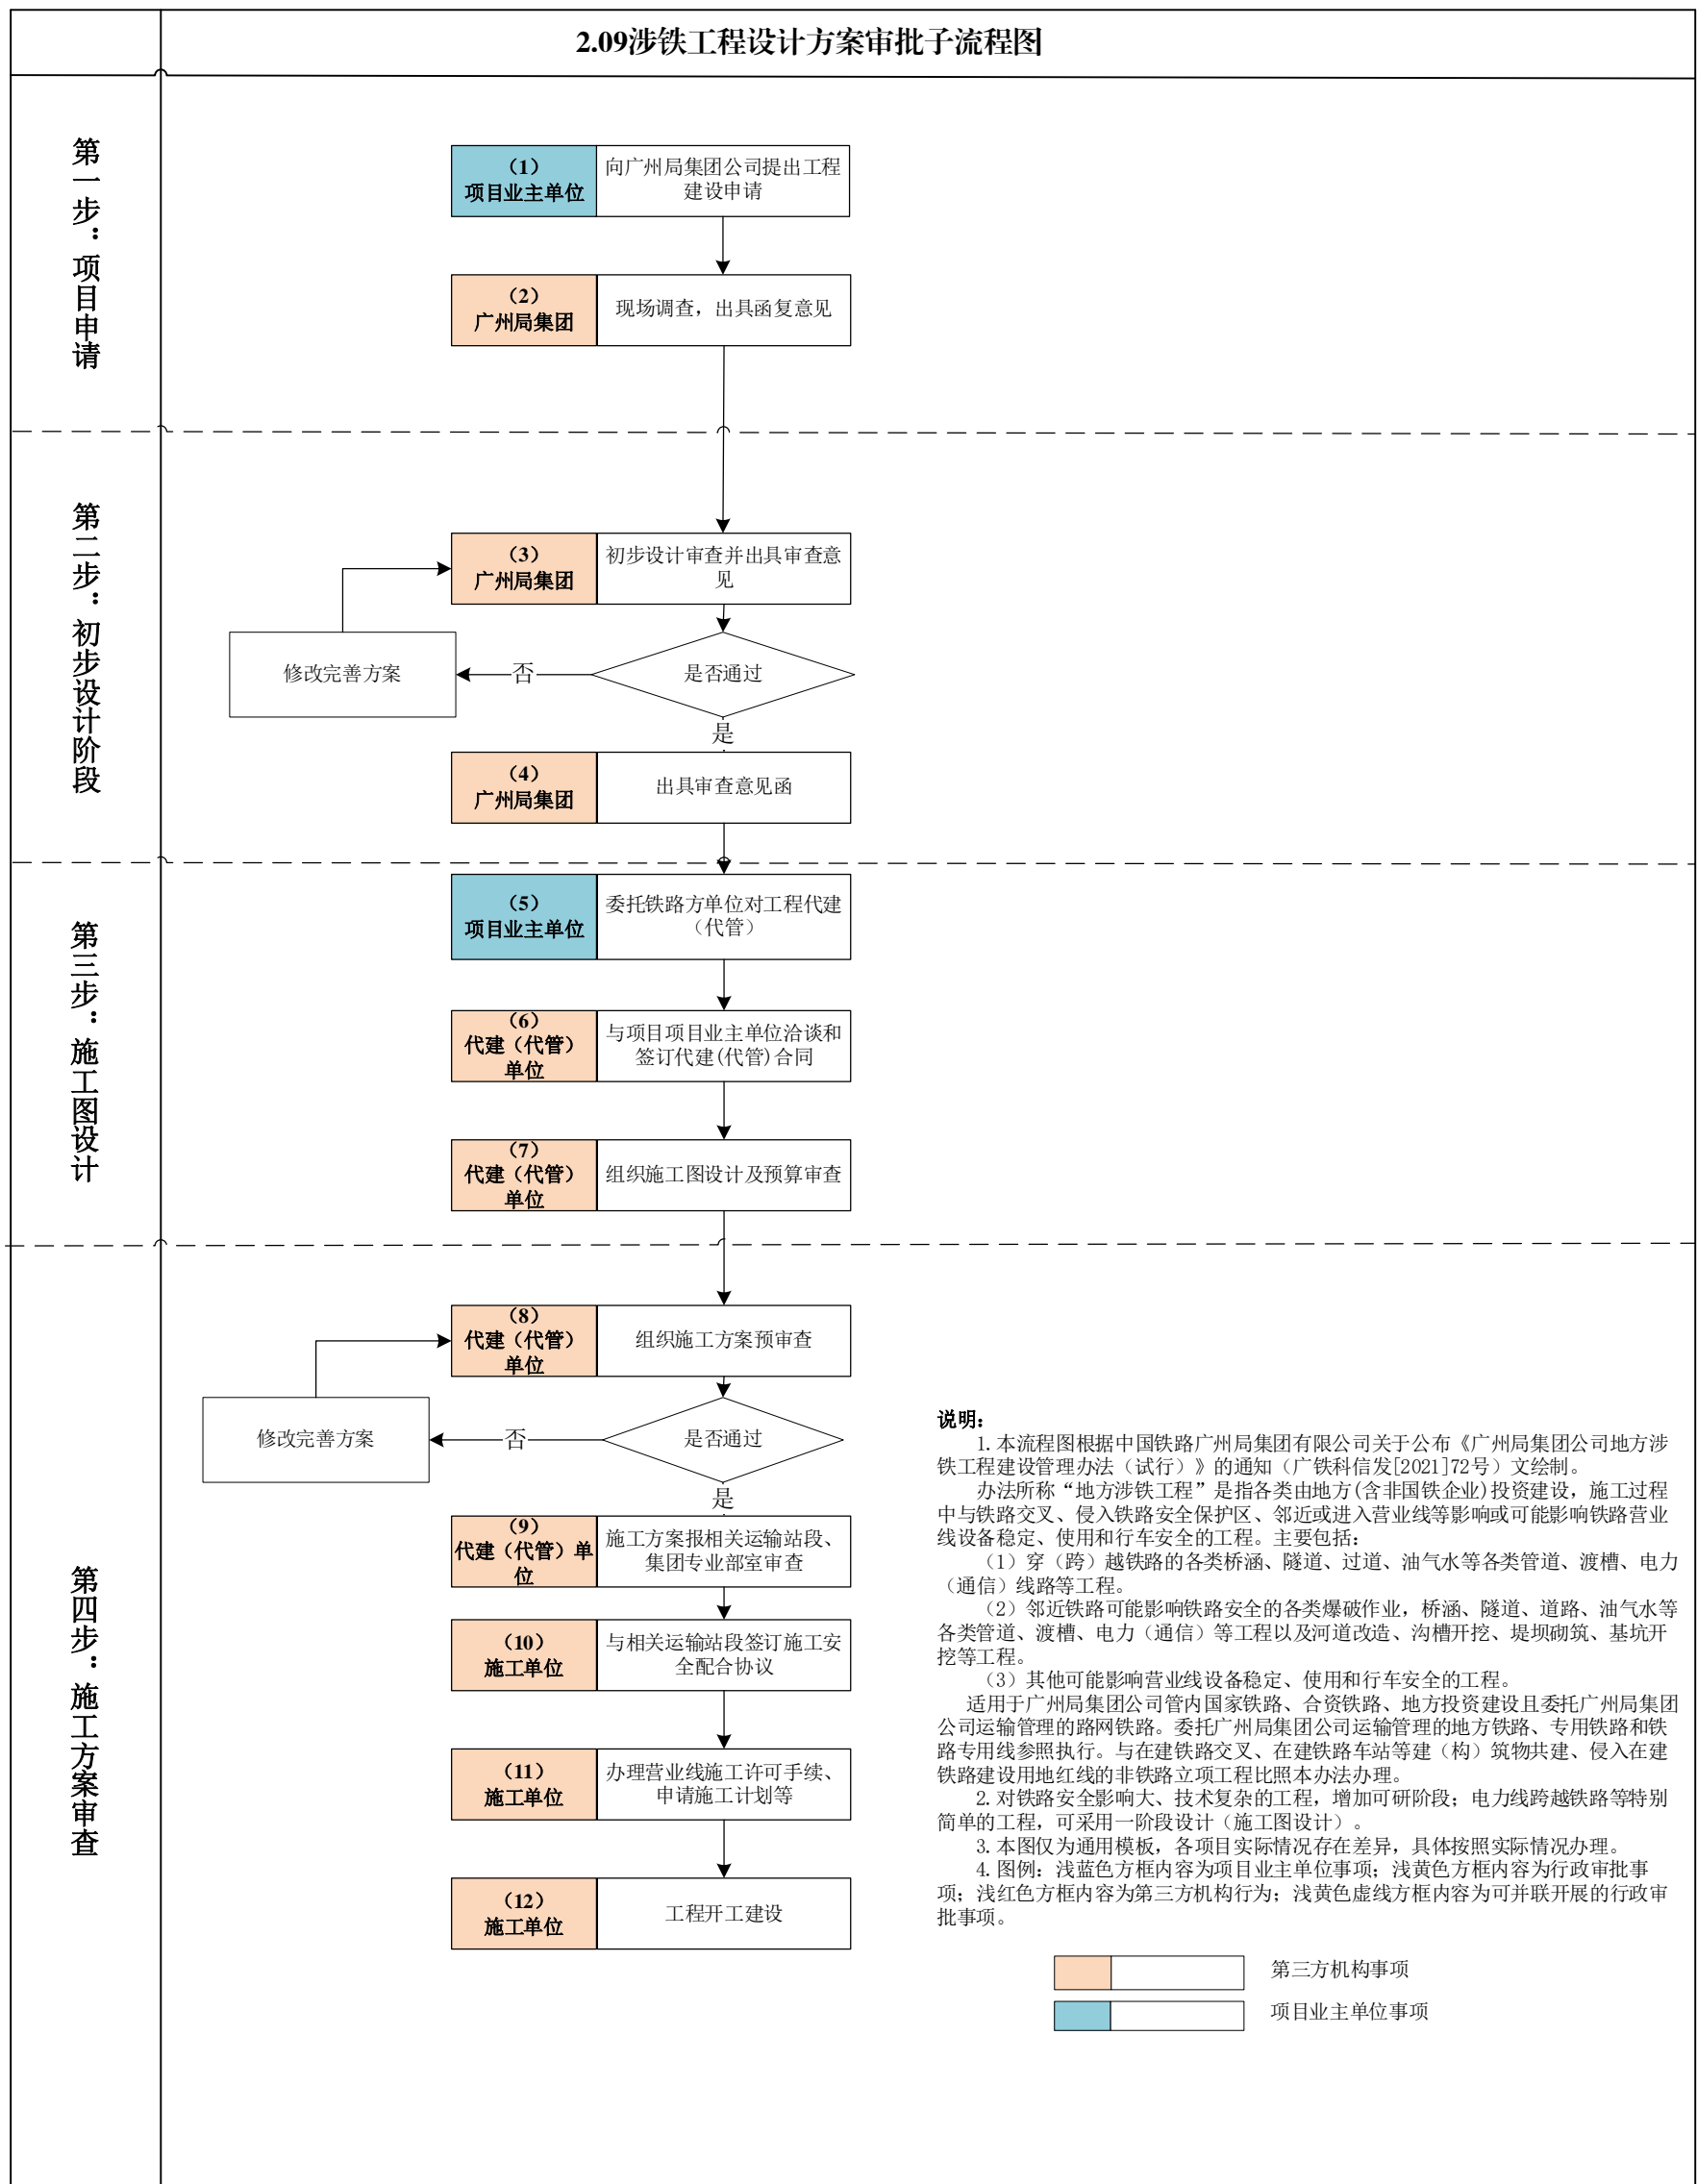 2.09涉铁工程设计方案审批子流程图
第一步：项目申请
（1）
项目业主单位
向广州局集团公司提出工程
建设申请
（2）
广州局集团
现场调查，出具函复意见
第二步：初步设计阶段
（3）
广州局集团
初步设计审查并出具审查意
见
修改完善方案
否
是否通过
是
（4）
广州局集团
出具审查意见函
第三步：施工图设计
（5）
项目业主单位
委托铁路方单位对工程代建
（代管）
（6）
代建（代管）
单位
与项目项目业主单位洽谈和
签订代建(代管)合同
（7）
代建（代管）
单位
组织施工图设计及预算审查
第四步：施工方案审查
（8）
代建（代管）
单位
组织施工方案预审查
修改完善方案
否
是否通过
是
（9）
代建（代管）单
位
施工方案报相关运输站段、
集团专业部室审查
（10）
施工单位
与相关运输站段签订施工安
全配合协议
（11）
施工单位
办理营业线施工许可手续、
申请施工计划等
（12）
施工单位
工程开工建设
说明：
1.本流程图根据中国铁路广州局集团有限公司关于公布《广州局集团公司地方涉
铁工程建设管理办法（试行）》的通知（广铁科信发[2021]72号）文绘制。
办法所称“地方涉铁工程”是指各类由地方(含非国铁企业)投资建设，施工过程
中与铁路交叉、侵入铁路安全保护区、邻近或进入营业线等影响或可能影响铁路营业
线设备稳定、使用和行车安全的工程。主要包括：
（1）穿（跨）越铁路的各类桥涵、隧道、过道、油气水等各类管道、渡槽、电力
（通信）线路等工程。
（2）邻近铁路可能影响铁路安全的各类爆破作业，桥涵、隧道、道路、油气水等
各类管道、渡槽、电力（通信）等工程以及河道改造、沟槽开挖、堤坝砌筑、基坑开
挖等工程。
（3）其他可能影响营业线设备稳定、使用和行车安全的工程。
适用于广州局集团公司管内国家铁路、合资铁路、地方投资建设且委托广州局集团
公司运输管理的路网铁路。委托广州局集团公司运输管理的地方铁路、专用铁路和铁
路专用线参照执行。与在建铁路交叉、在建铁路车站等建（构）筑物共建、侵入在建
铁路建设用地红线的非铁路立项工程比照本办法办理。
2.对铁路安全影响大、技术复杂的工程，增加可研阶段；电力线跨越铁路等特别
简单的工程，可采用一阶段设计（施工图设计）。
3.本图仅为通用模板，各项目实际情况存在差异，具体按照实际情况办理。
4.图例：浅蓝色方框内容为项目业主单位事项；浅黄色方框内容为行政审批事
项；浅红色方框内容为第三方机构行为；浅黄色虚线方框内容为可并联开展的行政审
批事项。
第三方机构事项
项目业主单位事项